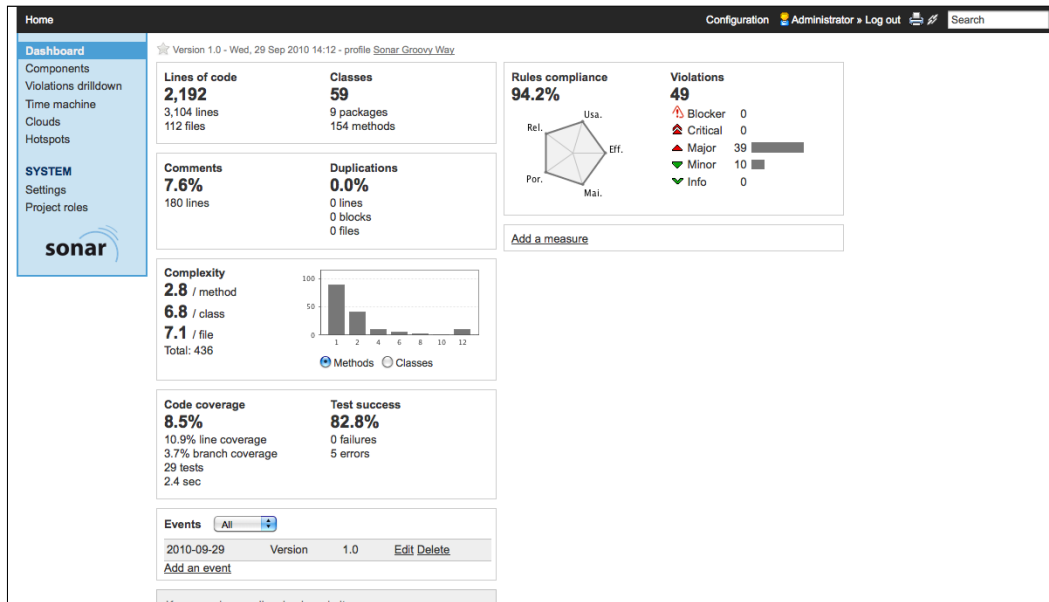 Home
Configuration Administrator » Log out Search
Dashboard
Components
Violations drilldown
Time machine
Clouds
Hotspots
SYSTEM
Settings
Project roles
sonar
Version 1.0 - Wed, 29 Sep 2010 14:12 - profile Sonar Groovy Way
Lines of code
2,192
3,104 lines
112 files
Classes
59
9 packages
154 methods
Comments
7.6%
180 lines
Duplications
0.0%
0 lines
0 blocks
0 files
Complexity
2.8 / method
6.8 / class
7.1 / file
Total: 436
100
50
0
1 2 4 6 8 10 12
Methods Classes
Code coverage
8.5%
10.9% line coverage
3.7% branch coverage
29 tests
2.4 sec
Test success
82.8%
0 failures
5 errors
Events All
2010-09-29 Version 1.0 Edit Delete
Add an event
Rules compliance
94.2%
Usa.
Rel.
Eff.
Por.
Mai.
Violations
49
Blocker 0
Critical 0
Major 39
Minor 10
Info 0
Add a measure